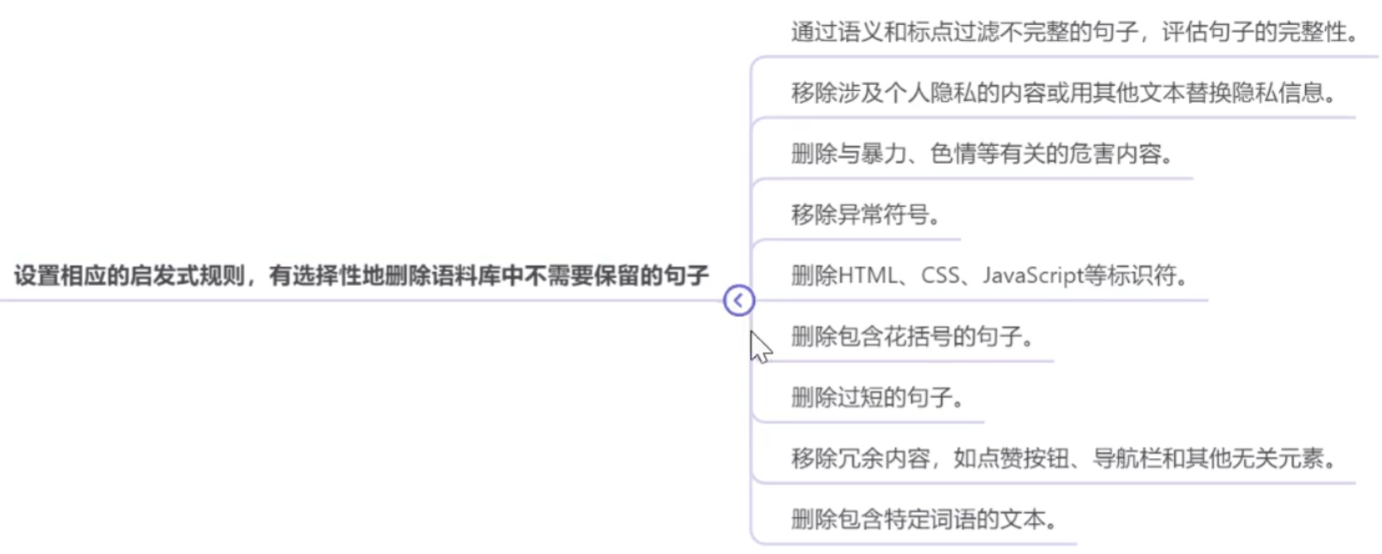 通过语义和标点过滤不完整的句子，评估句子的完整性。
移除涉及个人隐私的内容或用其他文本替换隐私信息。
删除与暴力、色情等有关的危害内容。
移除异常符号。
设置相应的启发式规则，有选择性地删除语料库中不需要保留的句子
删除HTML、CSS、JavaScript等标识符。
删除包含花括号的句子。
删除过短的句子。
移除冗余内容，如点赞按钮、导航栏和其他无关元素。
删除包含特定词语的文本。